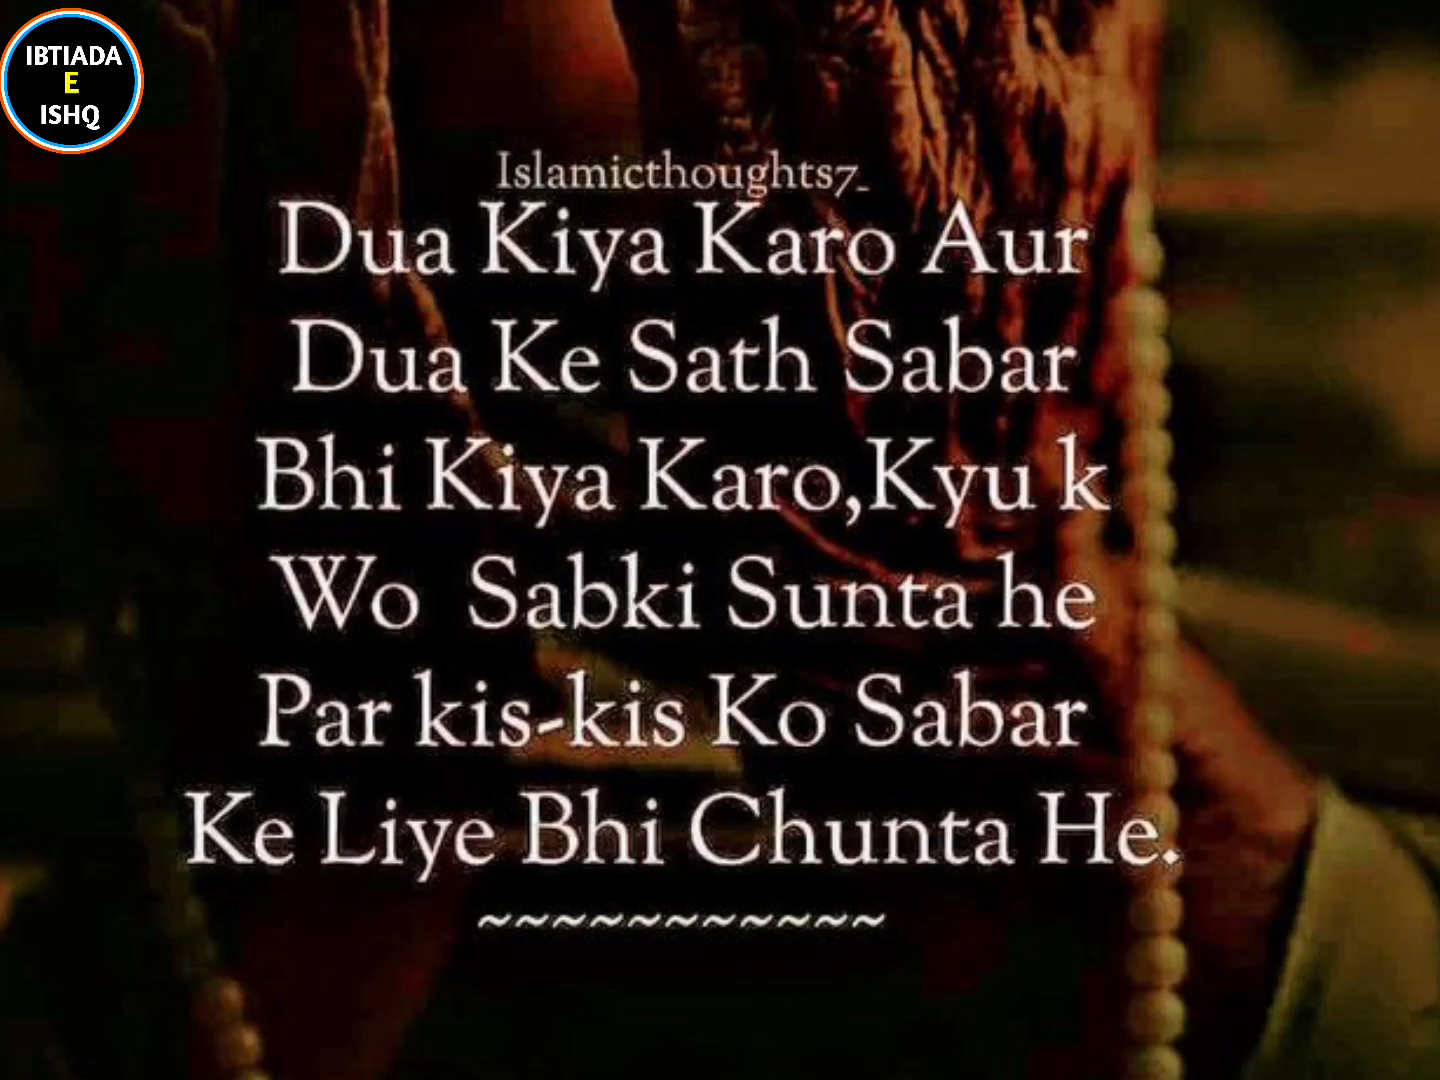 IBTIADA
E
ISHQ
Islamicthoughts7_
Dua Kiya Karo Aur
Dua Ke Sath Sabar
Bhi Kiya Karo,Kyu k
Wo Sabki Sunta he
Par kis-kis Ko Sabar
Ke Liye Bhi Chunta He.
~~~~~~~~~~~